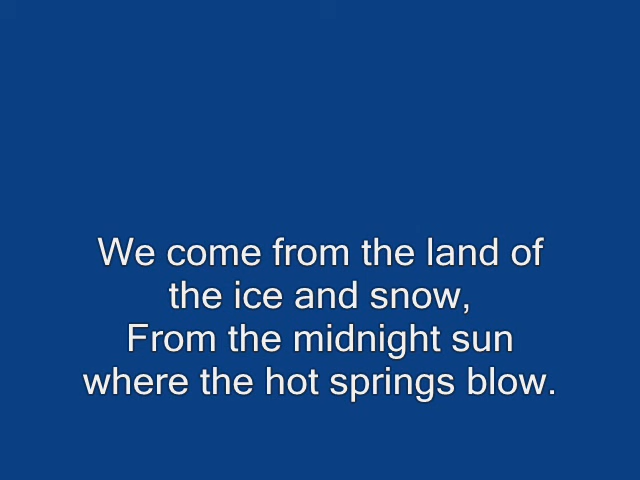 We come from the land of
the ice and snow,
From the midnight sun
where the hot springs blow.